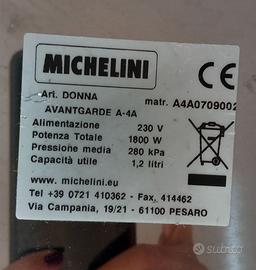 MICHELINI
CE
Art. DONNA
matr. A4A0709002
AVANTGARDE A-4A
Alimentazione 230 V
Potenza Totale 1800 W
Pressione media 280 kPa
Capacità utile 1,2 litri
www.michelini.eu
Tel +39 0721 410362 - Fax. 414462
Via Campania, 19/21 - 61100 PESARO
subito